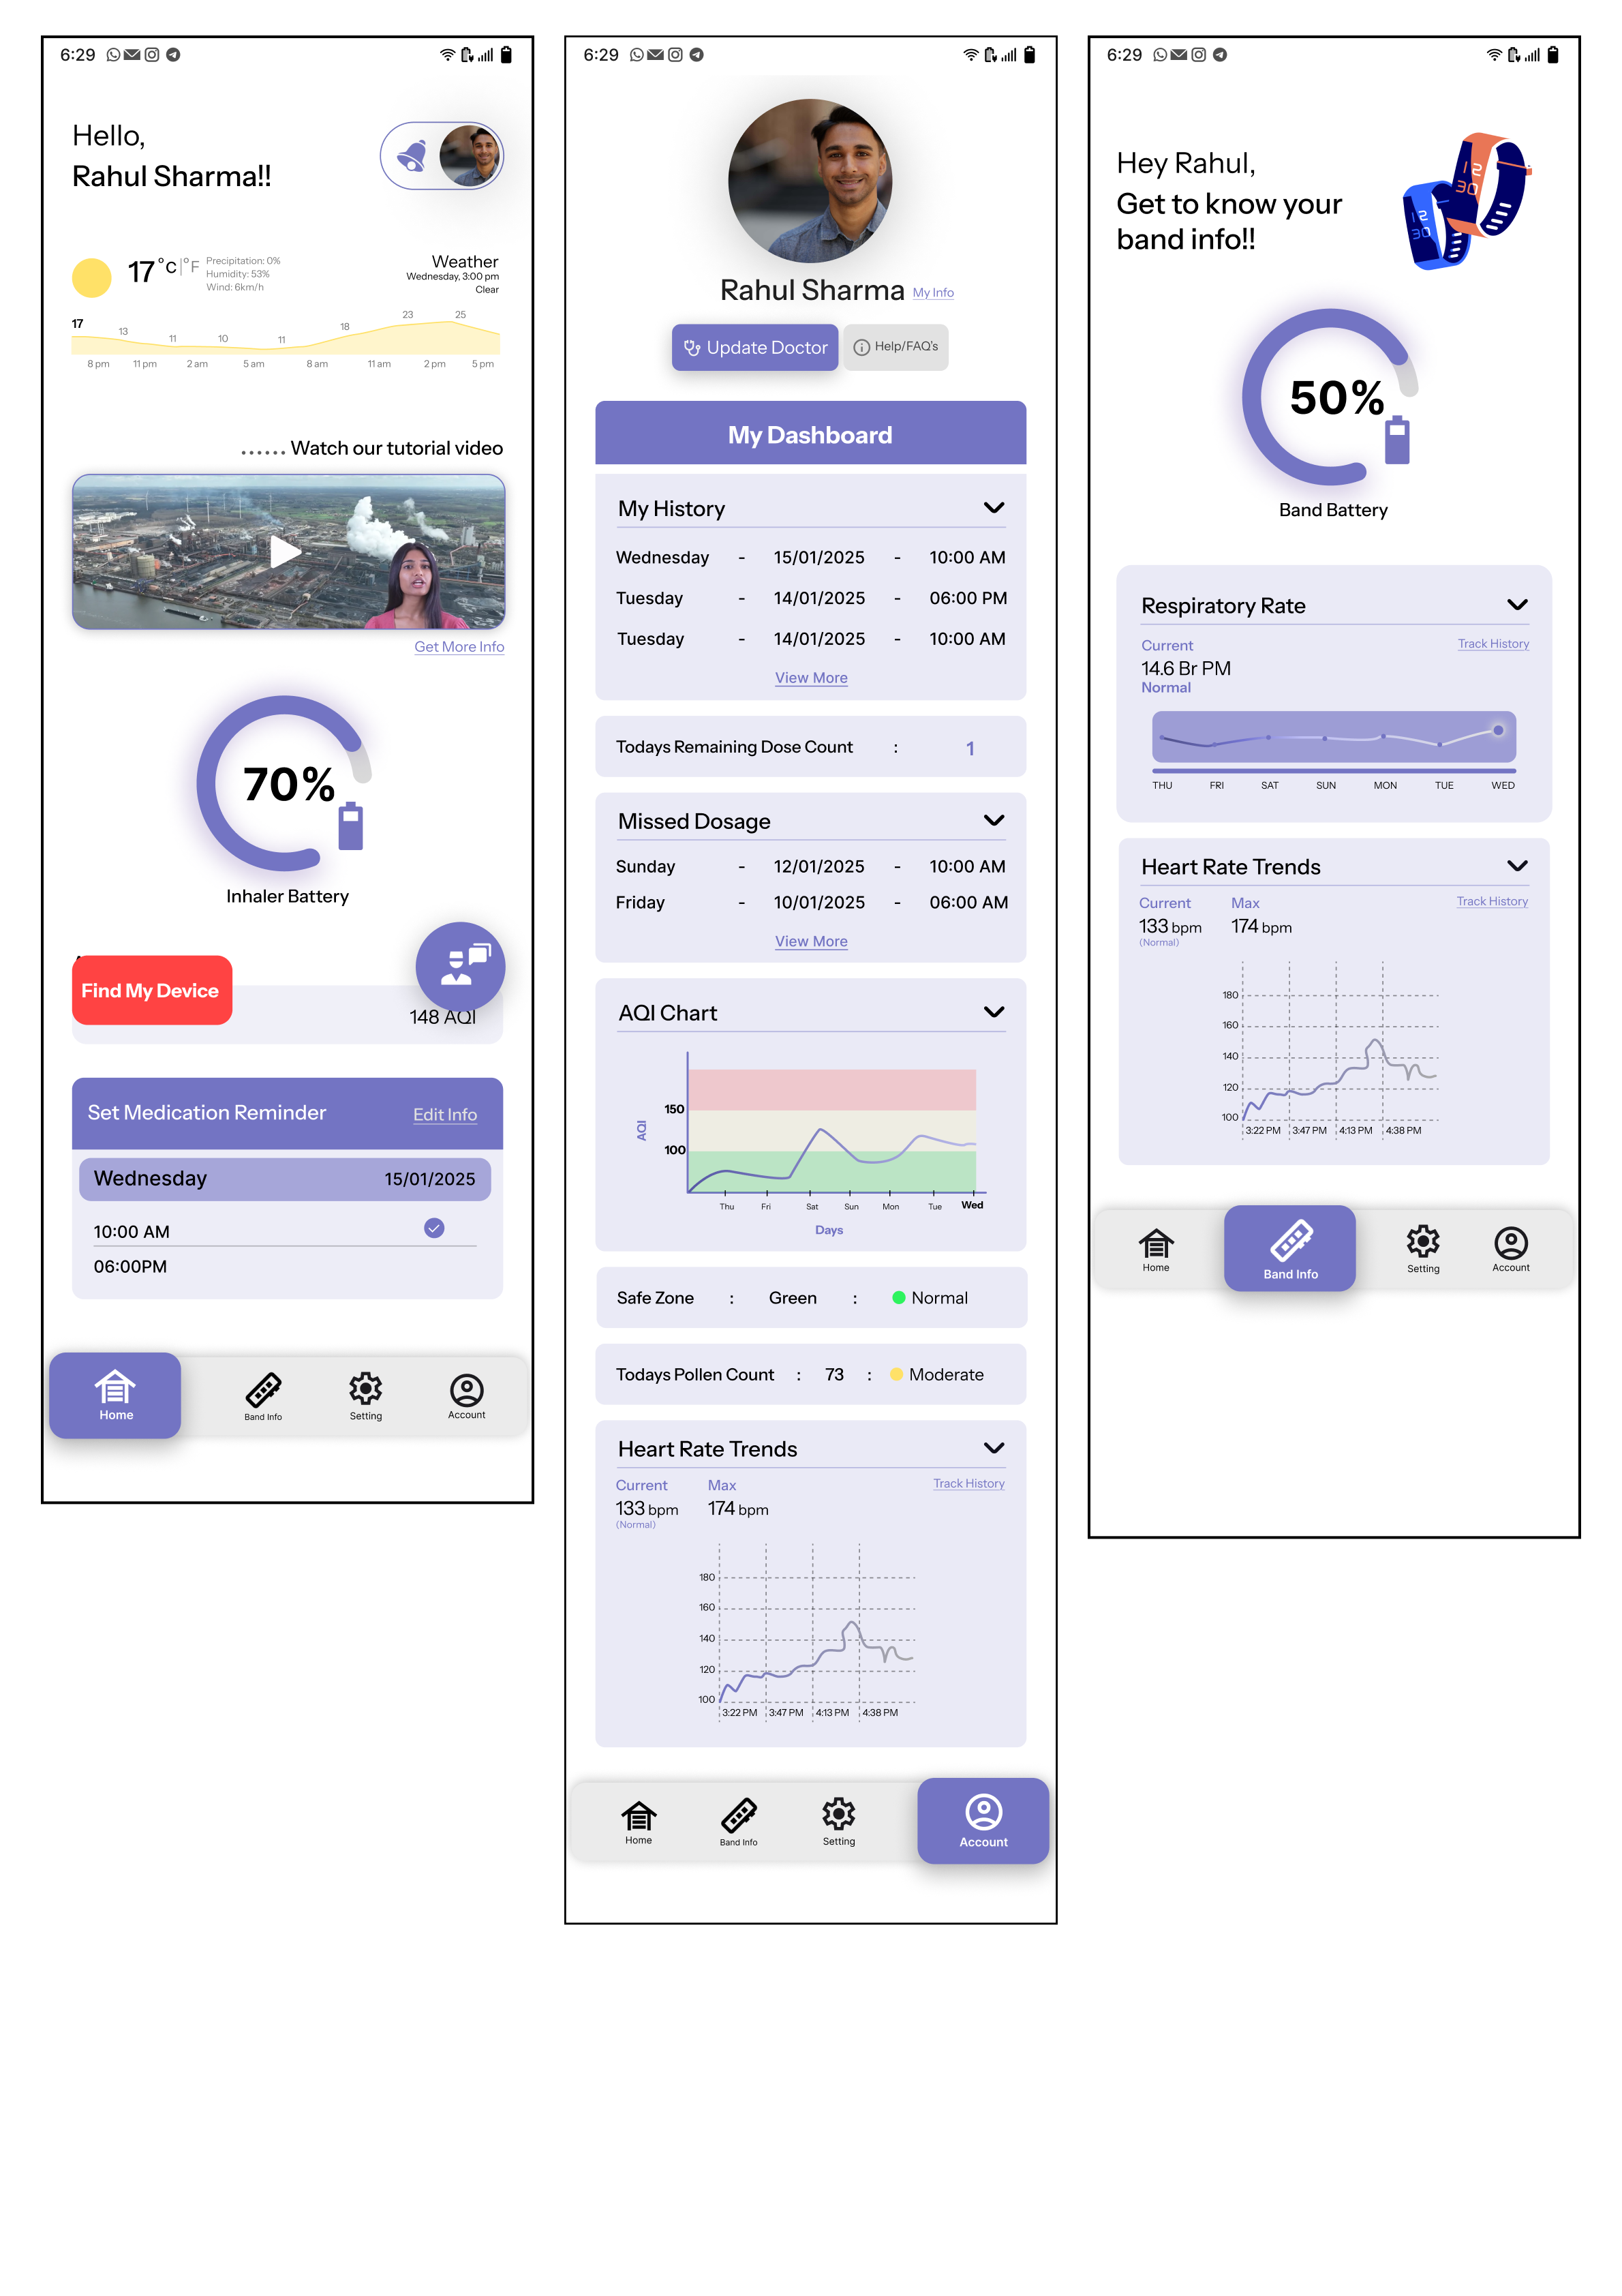 6:29
Hello,
Rahul Sharma!!
17 °C|°F
Precipitation: 0%
Humidity: 53%
Wind: 6km/h
Weather
Wednesday, 3:00 pm
Clear
17 13 11 10 11 18 23 25
8 pm 11 pm 2 am 5 am 8 am 11 am 2 pm 5 pm
...... Watch our tutorial video
Get More Info
70%
Inhaler Battery
Find My Device
148 AQI
Set Medication Reminder Edit Info
Wednesday 15/01/2025
10:00 AM
06:00PM
Home Band Info Setting Account
6:29
Rahul Sharma My Info
Update Doctor Help/FAQ's
My Dashboard
My History
Wednesday - 15/01/2025 - 10:00 AM
Tuesday - 14/01/2025 - 06:00 PM
Tuesday - 14/01/2025 - 10:00 AM
View More
Todays Remaining Dose Count : 1
Missed Dosage
Sunday - 12/01/2025 - 10:00 AM
Friday - 10/01/2025 - 06:00 AM
View More
AQI Chart
150
AQI
100
Thu Fri Sat Sun Mon Tue Wed
Days
Safe Zone : Green : Normal
Todays Pollen Count : 73 : Moderate
Heart Rate Trends
Current Max Track History
133 bpm 174 bpm
(Normal)
180
160
140
120
100
3:22 PM 3:47 PM 4:13 PM 4:38 PM
Home Band Info Setting Account
6:29
Hey Rahul,
Get to know your
band info!!
12
30
12
30
50%
Band Battery
Respiratory Rate
Current Track History
14.6 Br PM
Normal
THU FRI SAT SUN MON TUE WED
Heart Rate Trends
Current Max Track History
133 bpm 174 bpm
(Normal)
180
160
140
120
100
3:22 PM 3:47 PM 4:13 PM 4:38 PM
Home Band Info Setting Account